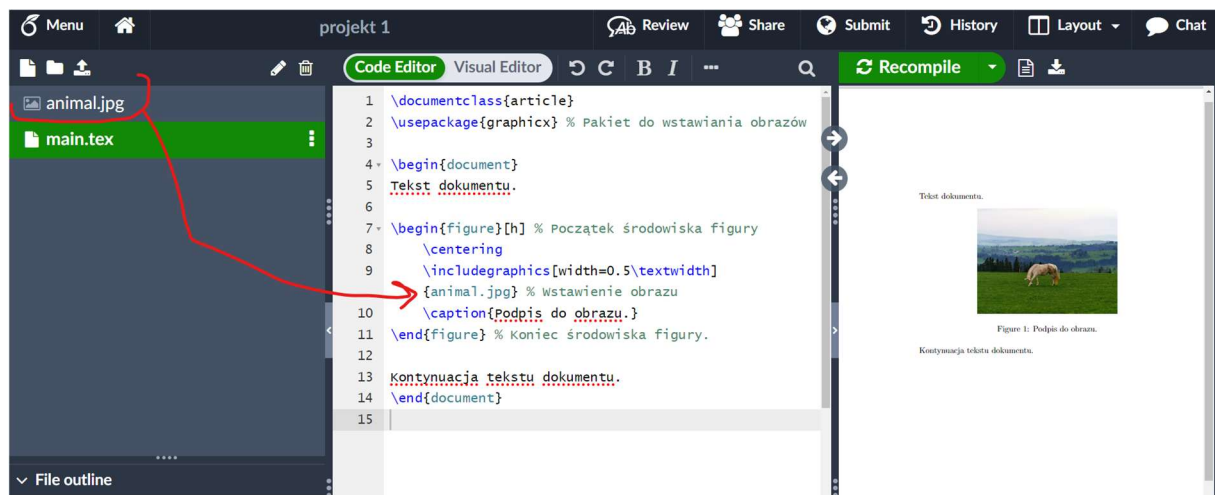 Menu
projekt 1
Review
Share
Submit
History
Layout
Chat
Code Editor
Visual Editor
B I
Recompile
animal.jpg
main.tex
File outline
1 \documentclass{article}
2 \usepackage{graphicx} % Pakiet do wstawiania obrazów
3
4 \begin{document}
5 Tekst dokumentu.
6
7 \begin{figure}[h] % Początek środowiska figury
8 \centering
9 \includegraphics[width=0.5\textwidth]
{animal.jpg} % Wstawienie obrazu
10 \caption{Podpis do obrazu.}
11 \end{figure} % Koniec środowiska figury.
12
13 Kontynuacja tekstu dokumentu.
14 \end{document}
15
Tekst dokumentu.
Figure 1: Podpis do obrazu.
Kontynuacja tekstu dokumentu.